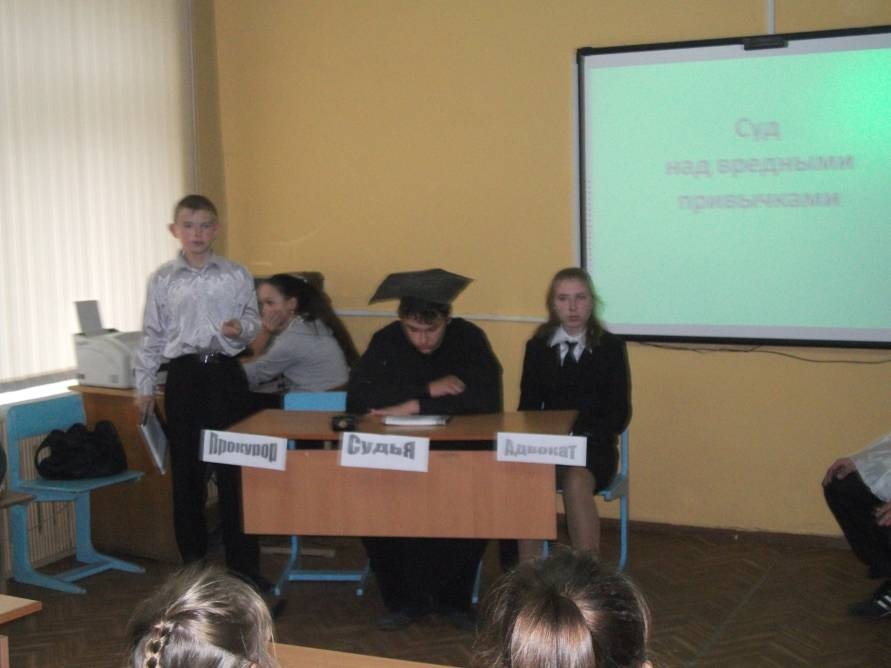 Суд
над вредными
привычками
Прокурор
Судья
Адвокат